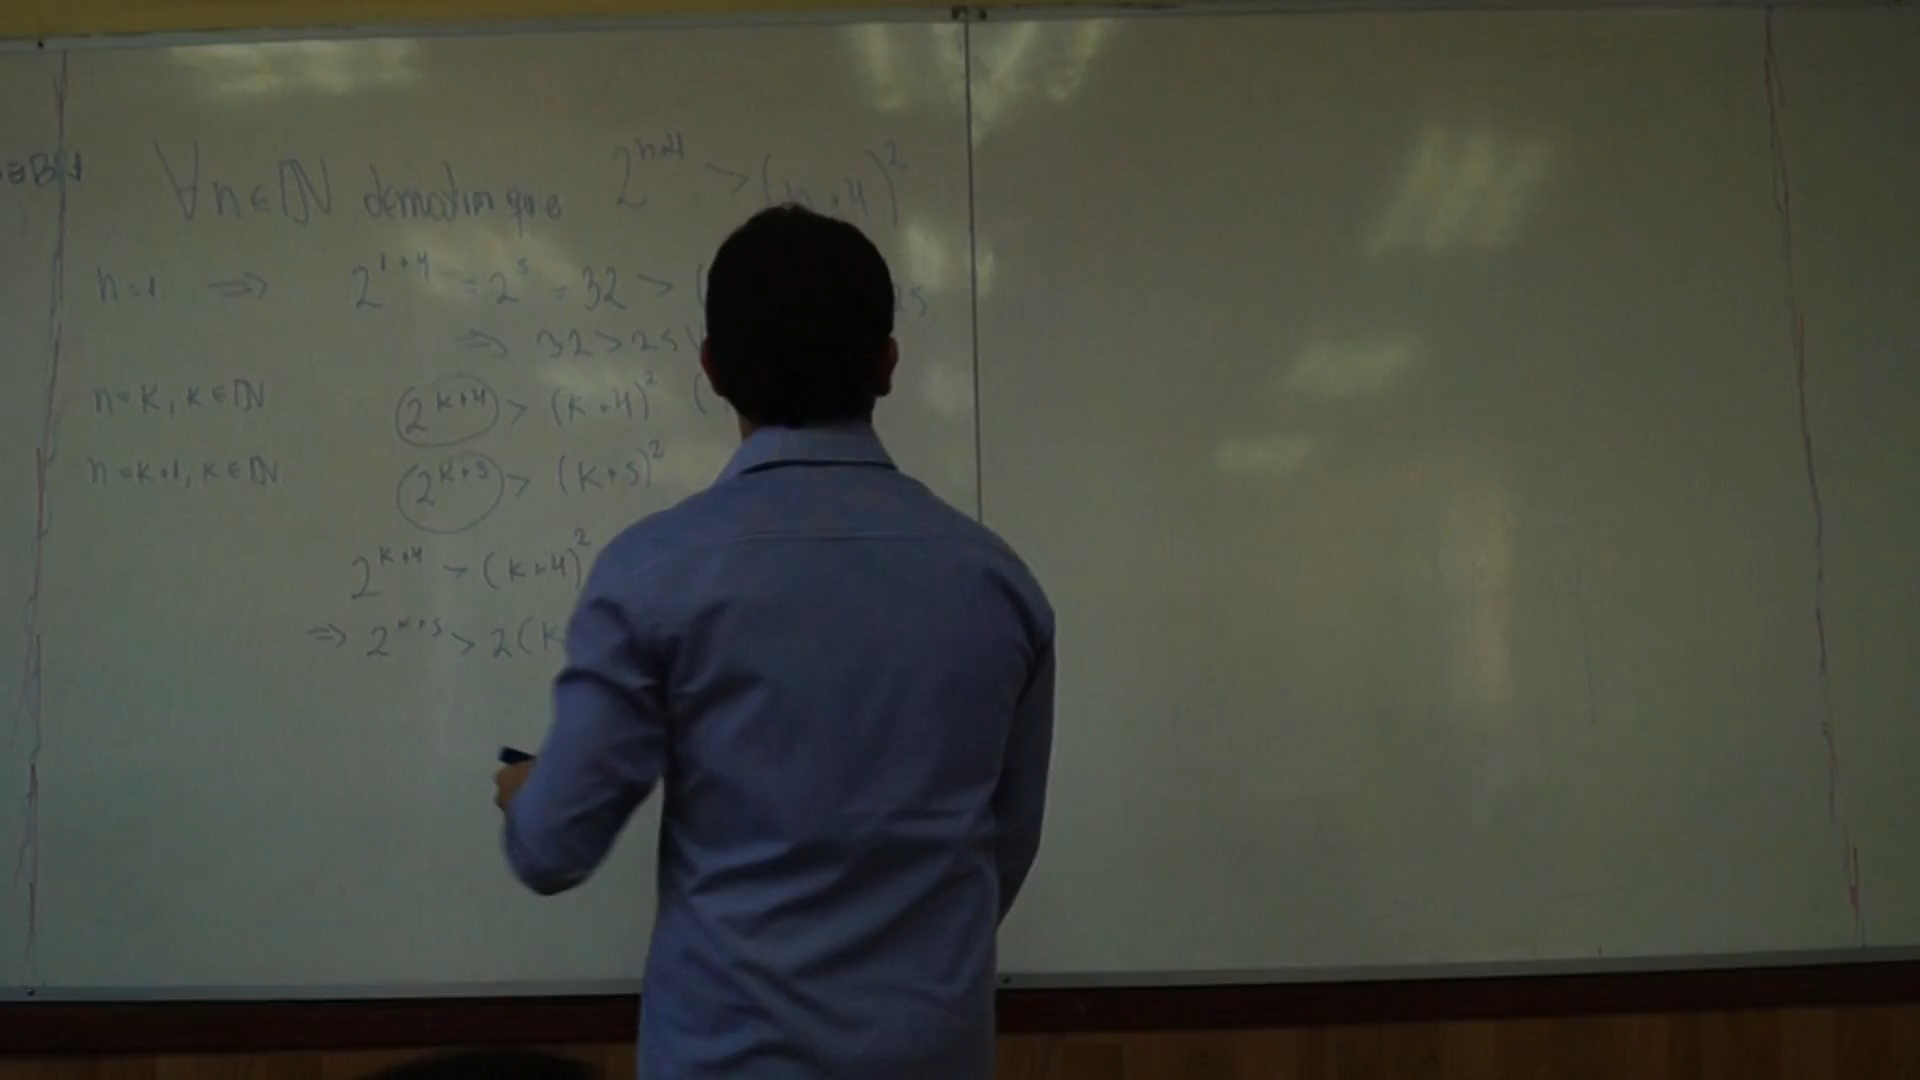 ∀n∈ℕ demostrar que 2^{n+4} > (n+4)^2
n=1 ⇒ 2^{1+4} = 2^5 = 32 > (
⇒ 32 > 25
n=k, k∈ℕ 2^{k+4} > (k+4)^2 (
n=k+1, k∈ℕ 2^{k+5} > (k+5)^2
2^{k+4} > (k+4)^2
⇒ 2^{k+5} > 2(k